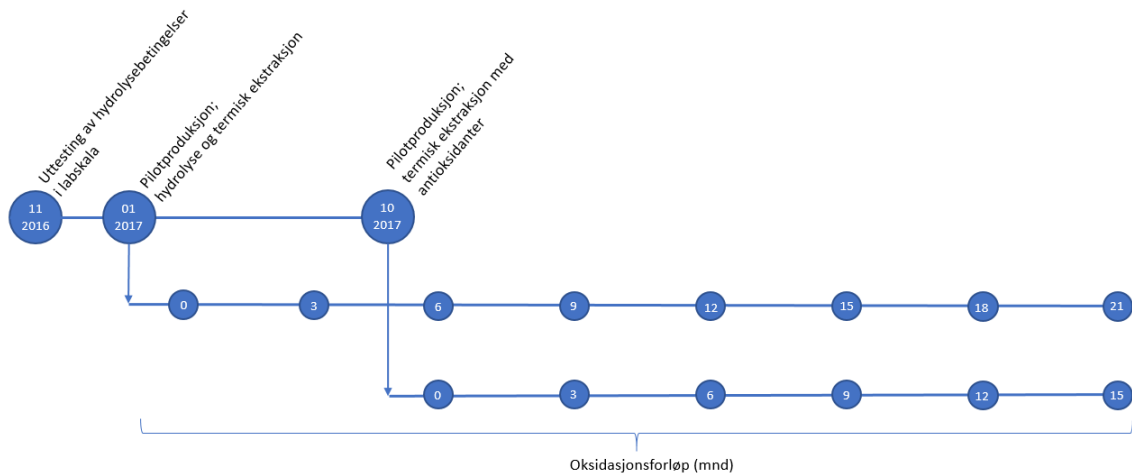 Uttesting av hydrolysebetingelser
i labskala
Pilotproduksjon;
hydrolyse og termisk ekstraksjon
Pilotproduksjon;
termisk ekstraksjon med
antioksidanter
11
2016
01
2017
10
2017
0
3
6
9
12
15
18
21
0
3
6
9
12
15
Oksidasjonsforløp (mnd)